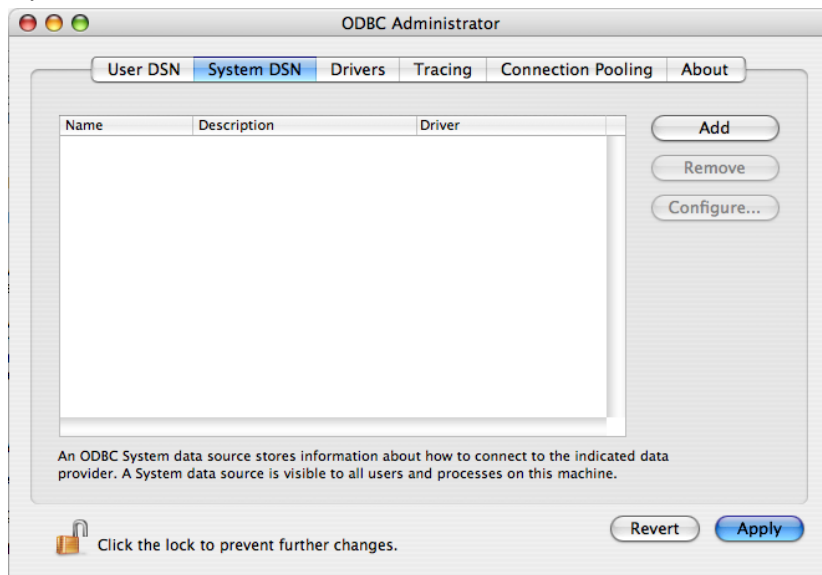 ODBC Administrator
User DSN System DSN Drivers Tracing Connection Pooling About
Name Description Driver
Add
Remove
Configure...
An ODBC System data source stores information about how to connect to the indicated data
provider. A System data source is visible to all users and processes on this machine.
Click the lock to prevent further changes.
Revert Apply